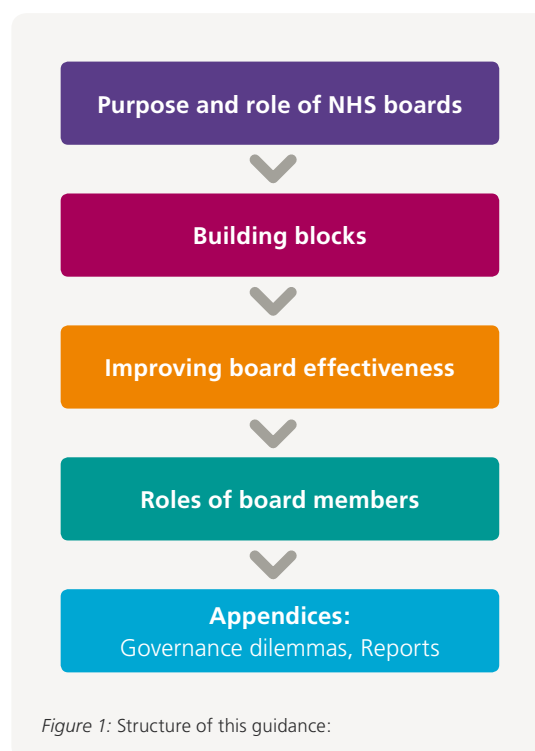 Purpose and role of NHS boards
Building blocks
Improving board effectiveness
Roles of board members
Appendices:
Governance dilemmas, Reports
Figure 1: Structure of this guidance: